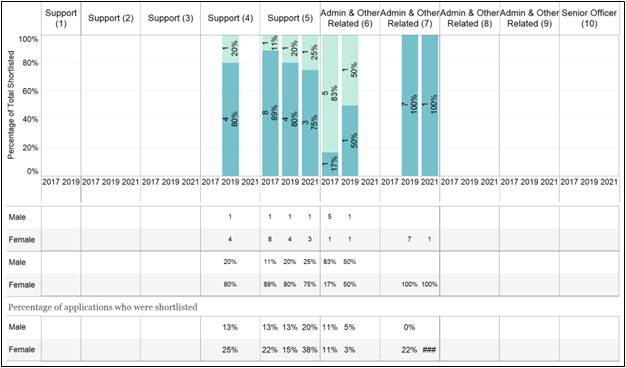 Support (1) Support (2) Support (3) Support (4) Support (5) Admin & Other Related (6) Admin & Other Related (7) Admin & Other Related (8) Admin & Other Related (9) Senior Officer (10)
Percentage of Total Shortlisted
100%
80%
60%
40%
20%
0%
1 20%
4 80%
1 11%
8 89%
1 20%
4 80%
1 25%
3 75%
5 83%
1 17%
1 50%
1 50%
7 100%
1 100%
2017 2019 2017 2019 2021 2017 2019 2021 2017 2019 2021 2017 2019 2021 2017 2019 2021 2017 2019 2021 2017 2019 2021 2017 2019 2021 2017 2019 2021
Male 1 1 1 1 5 1
Female 4 8 4 3 1 1 7 1
Male 20% 11% 20% 25% 83% 50%
Female 80% 89% 80% 75% 17% 50% 100% 100%
Percentage of applications who were shortlisted
Male 13% 13% 13% 20% 11% 5% 0%
Female 25% 22% 15% 38% 11% 3% 22% ###